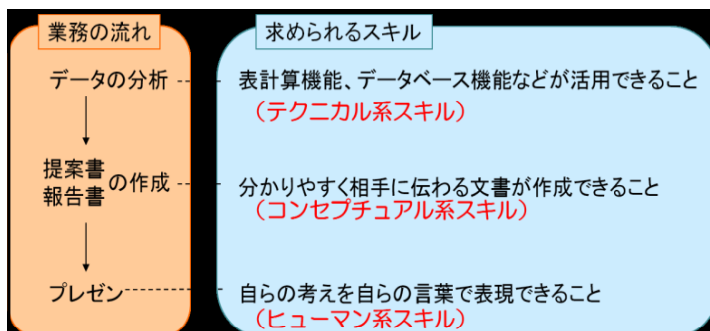 業務の流れ
求められるスキル
データの分析
表計算機能、データベース機能などが活用できること
（テクニカル系スキル）
提案書
報告書
の作成
分かりやすく相手に伝わる文書が作成できること
（コンセプチュアル系スキル）
プレゼン
自らの考えを自らの言葉で表現できること
（ヒューマン系スキル）